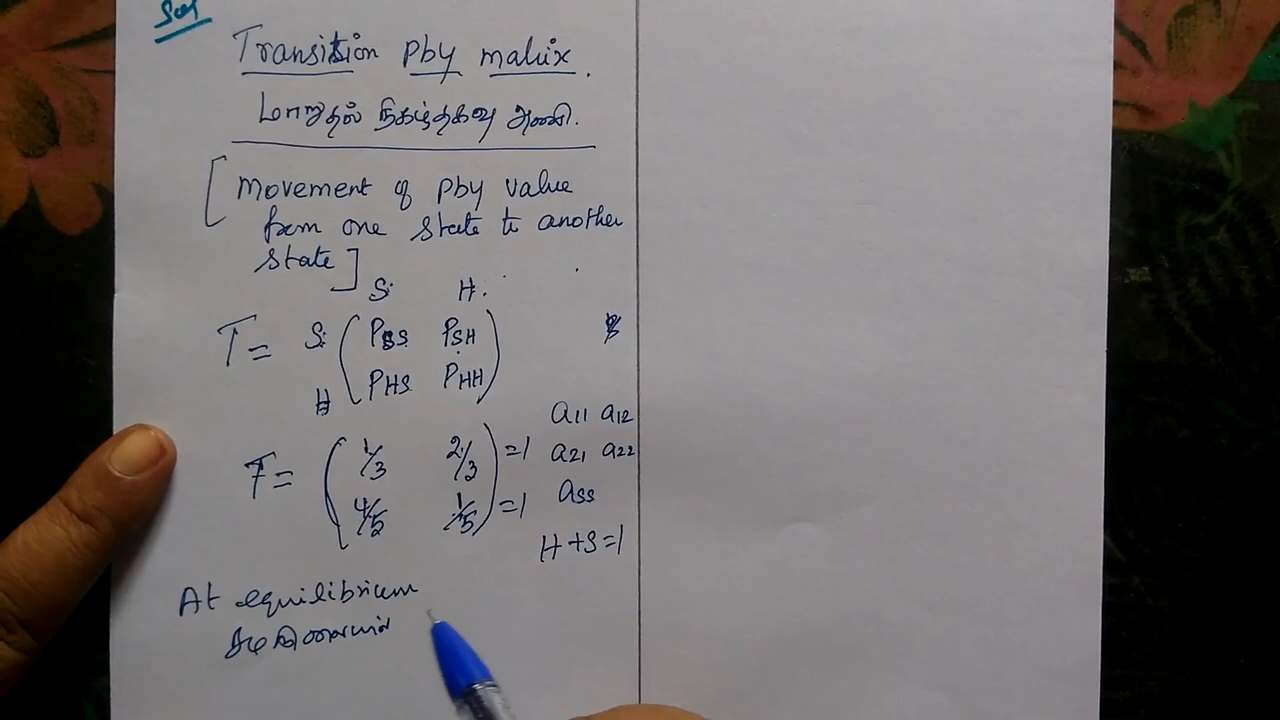 Sol
Transition Pby matrix.
மாறுதல் நிகழ்தகவு அணி.
[ Movement of Pby value
from one state to another
state ]
S H.
T = S ( PSS PSH
H PHS PHH )
a11 a12
T = ( 1/3 2/3 ) =1 a21 a22
4/5 1/5 =1 ass
H + S = 1
At equilibrium
சமநிலையில்